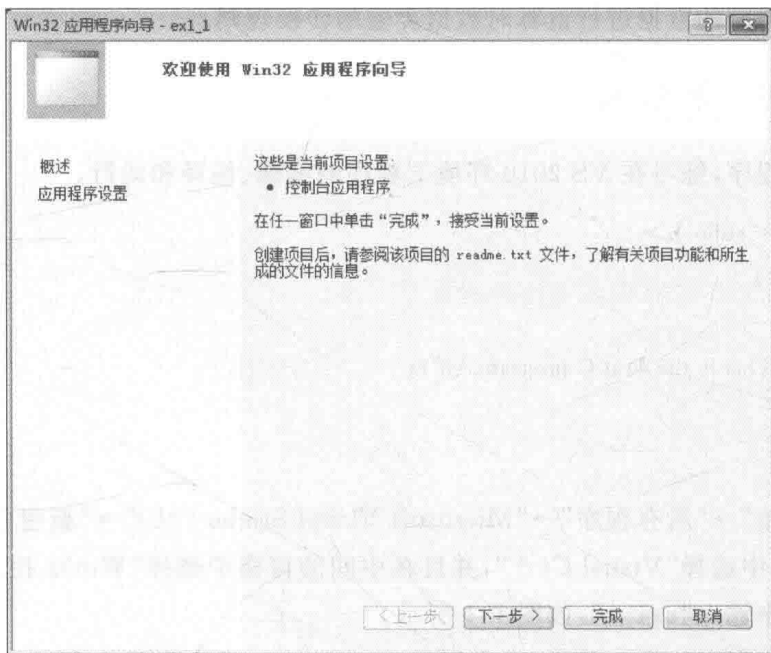 Win32 应用程序向导 - ex1_1
欢迎使用 Win32 应用程序向导
概述
应用程序设置
这些是当前项目设置:
• 控制台应用程序
在任一窗口中单击“完成”，接受当前设置。
创建项目后，请参阅该项目的 readme.txt 文件，了解有关项目功能和所生
成的文件的信息。
< 上一步
下一步 >
完成
取消